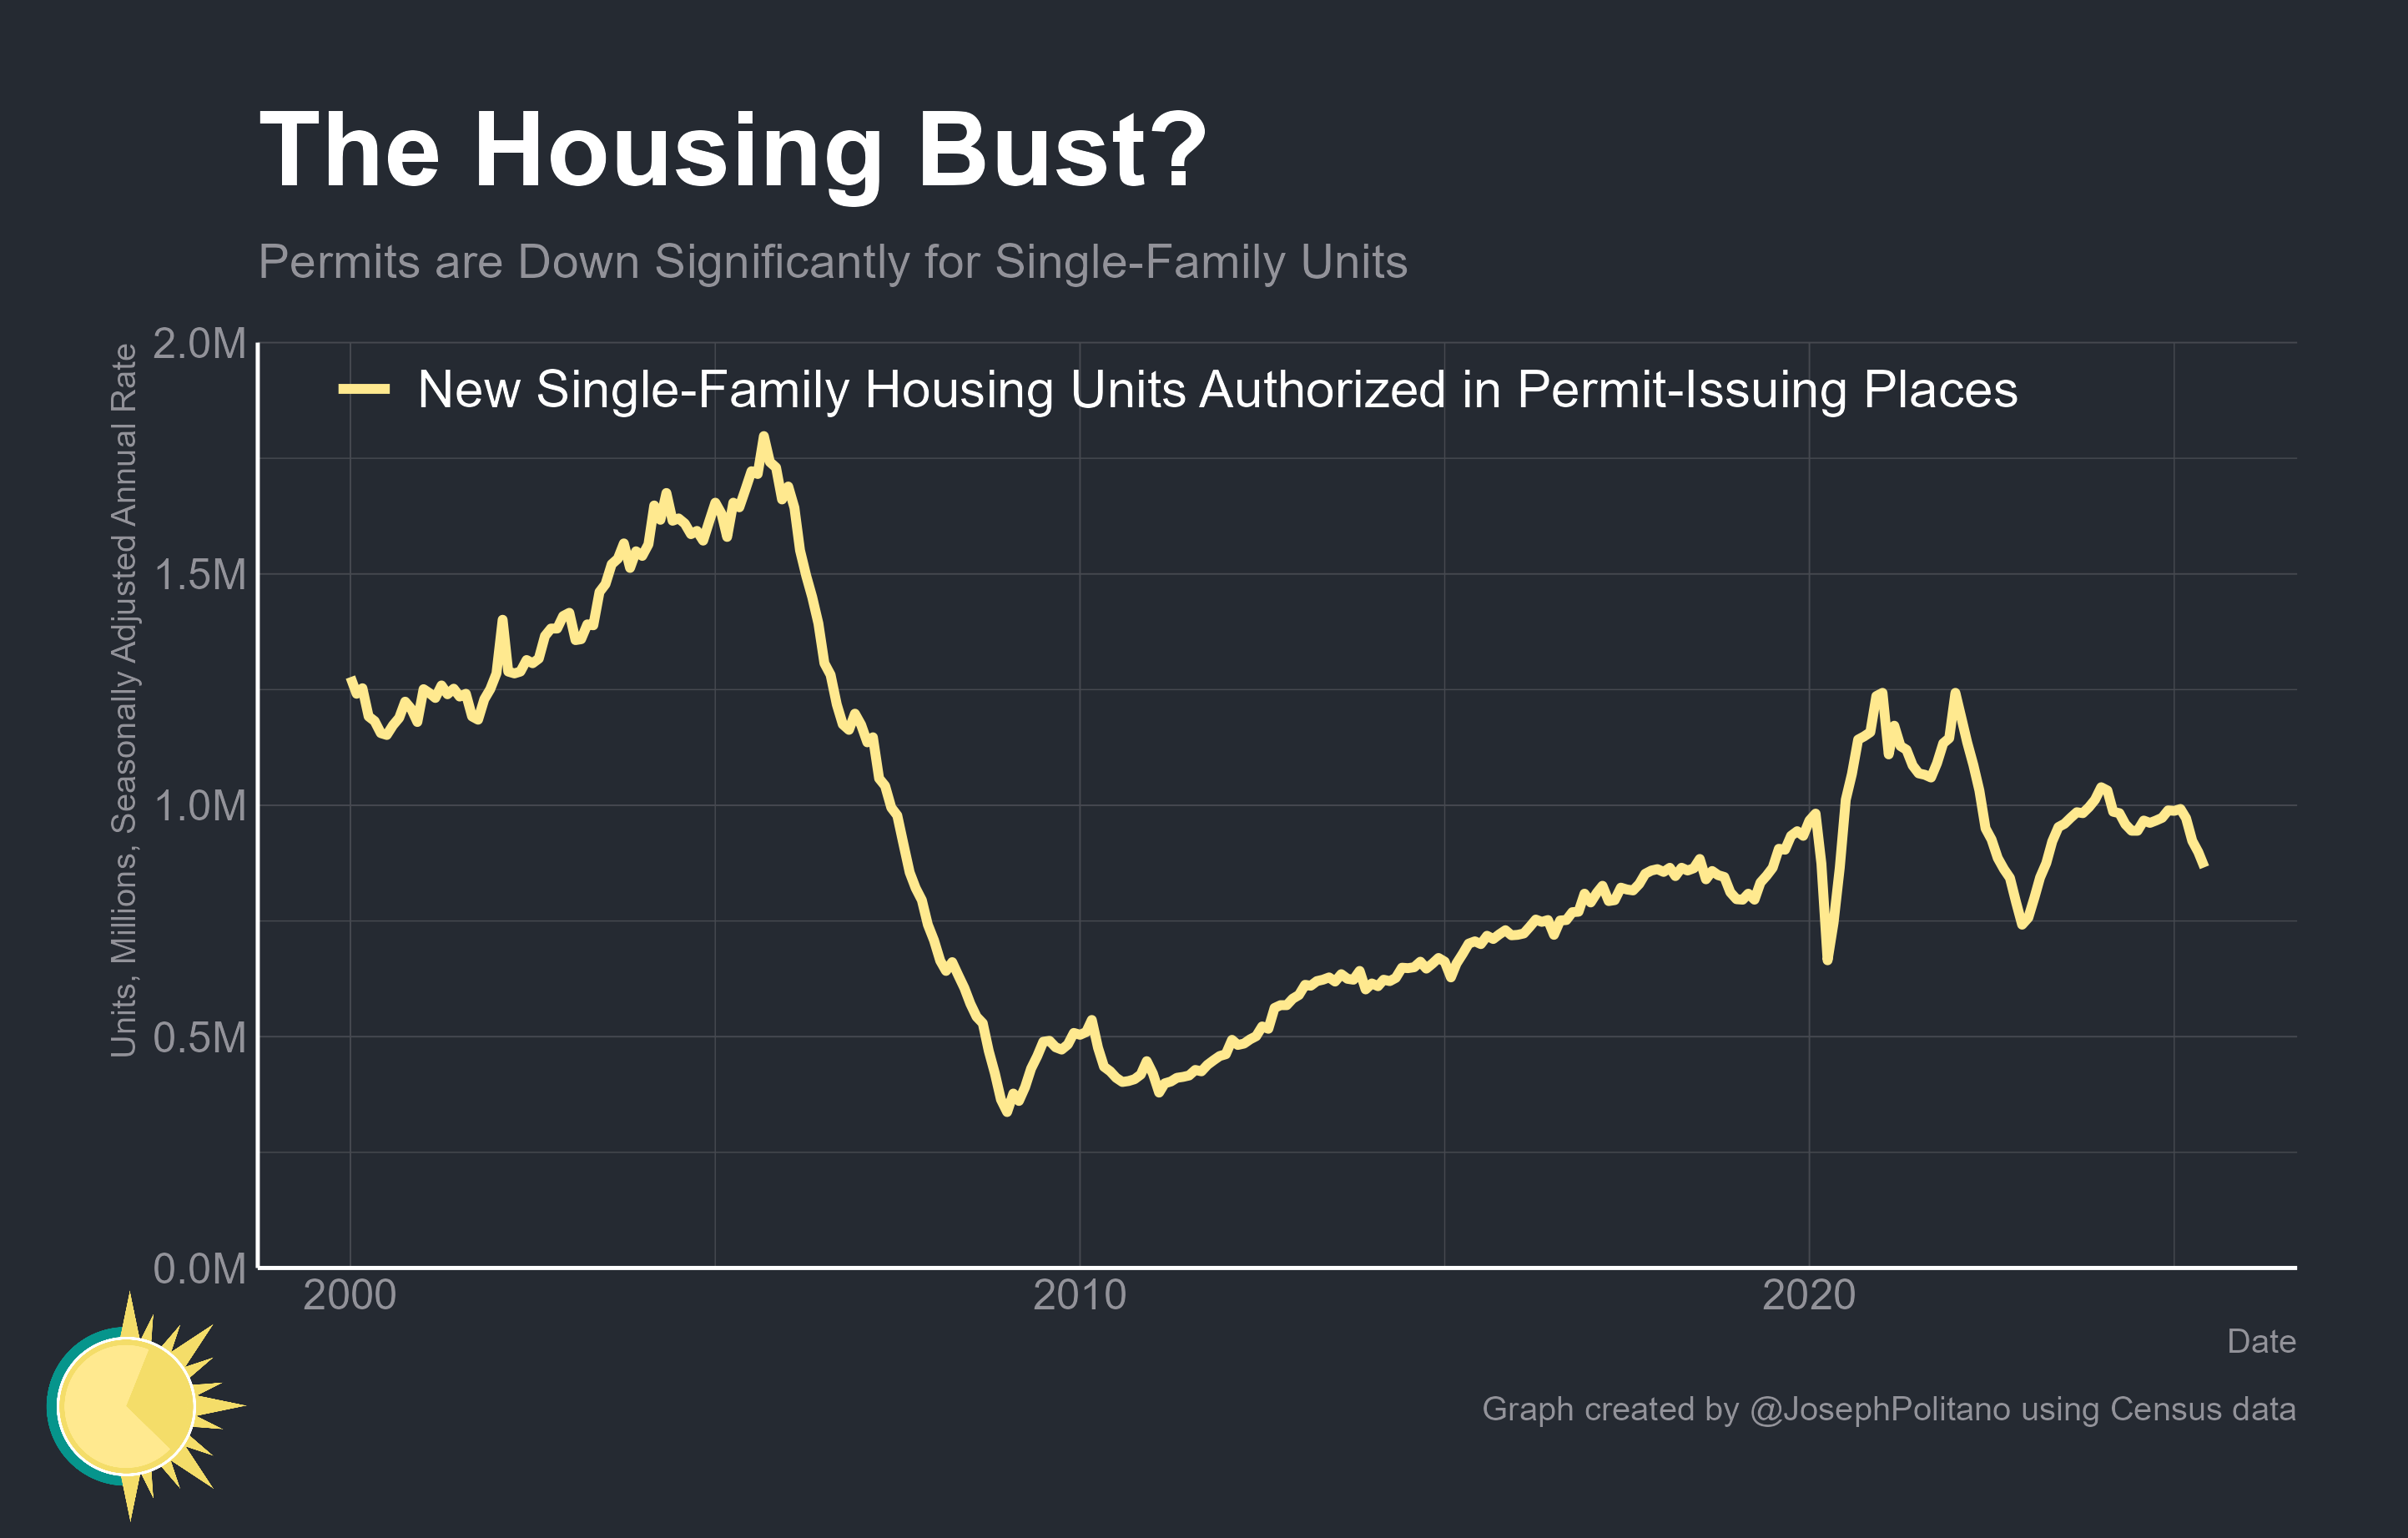 The Housing Bust?
Permits are Down Significantly for Single-Family Units
New Single-Family Housing Units Authorized in Permit-Issuing Places
Units, Millions, Seasonally Adjusted Annual Rate
2.0M
1.5M
1.0M
0.5M
0.0M
2000 2010 2020
Date
Graph created by @JosephPolitano using Census data